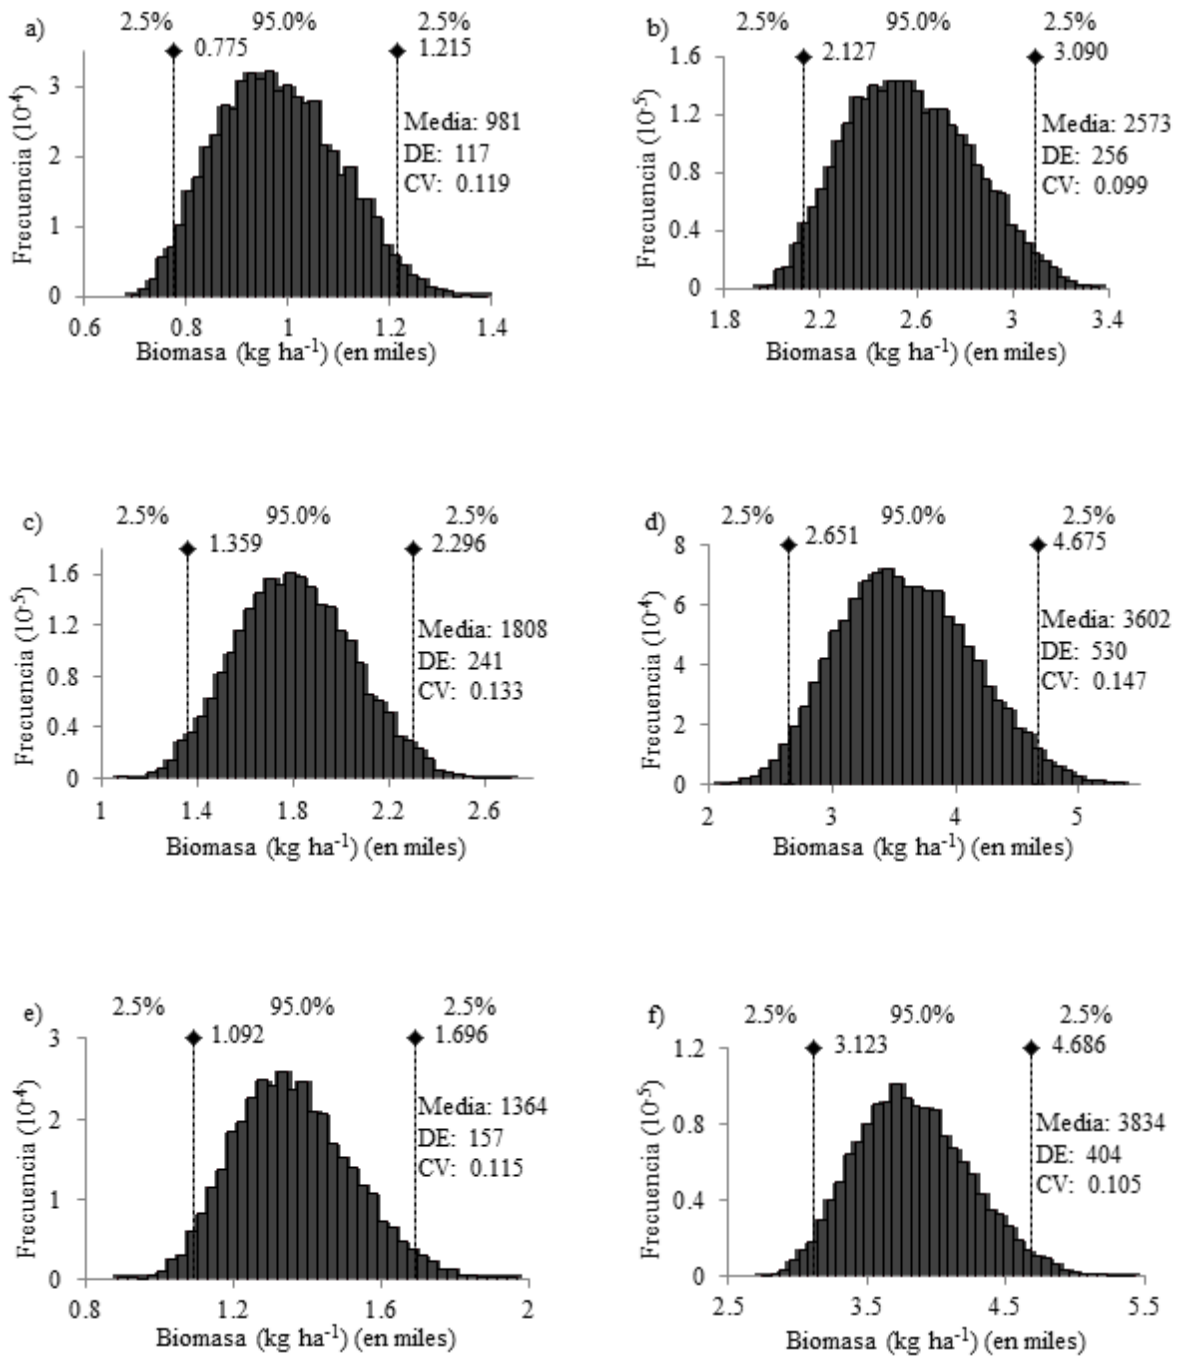 a)
2.5% 95.0% 2.5%
0.775 1.215
Frecuencia (10-4)
3
2
1
0
Media: 981
DE: 117
CV: 0.119
0.6 0.8 1 1.2 1.4
Biomasa (kg ha-1) (en miles)
b)
2.5% 95.0% 2.5%
2.127 3.090
Frecuencia (10-5)
1.6
1.2
0.8
0.4
0
Media: 2573
DE: 256
CV: 0.099
1.8 2.2 2.6 3 3.4
Biomasa (kg ha-1) (en miles)
c)
2.5% 95.0% 2.5%
1.359 2.296
Frecuencia (10-5)
1.6
1.2
0.8
0.4
0
Media: 1808
DE: 241
CV: 0.133
1 1.4 1.8 2.2 2.6
Biomasa (kg ha-1) (en miles)
d)
2.5% 95.0% 2.5%
2.651 4.675
Frecuencia (10-4)
8
6
4
2
0
Media: 3602
DE: 530
CV: 0.147
2 3 4 5
Biomasa (kg ha-1) (en miles)
e)
2.5% 95.0% 2.5%
1.092 1.696
Frecuencia (10-4)
3
2
1
0
Media: 1364
DE: 157
CV: 0.115
0.8 1.2 1.6 2
Biomasa (kg ha-1) (en miles)
f)
2.5% 95.0% 2.5%
3.123 4.686
Frecuencia (10-5)
1.2
0.8
0.4
0
Media: 3834
DE: 404
CV: 0.105
2.5 3.5 4.5 5.5
Biomasa (kg ha-1) (en miles)